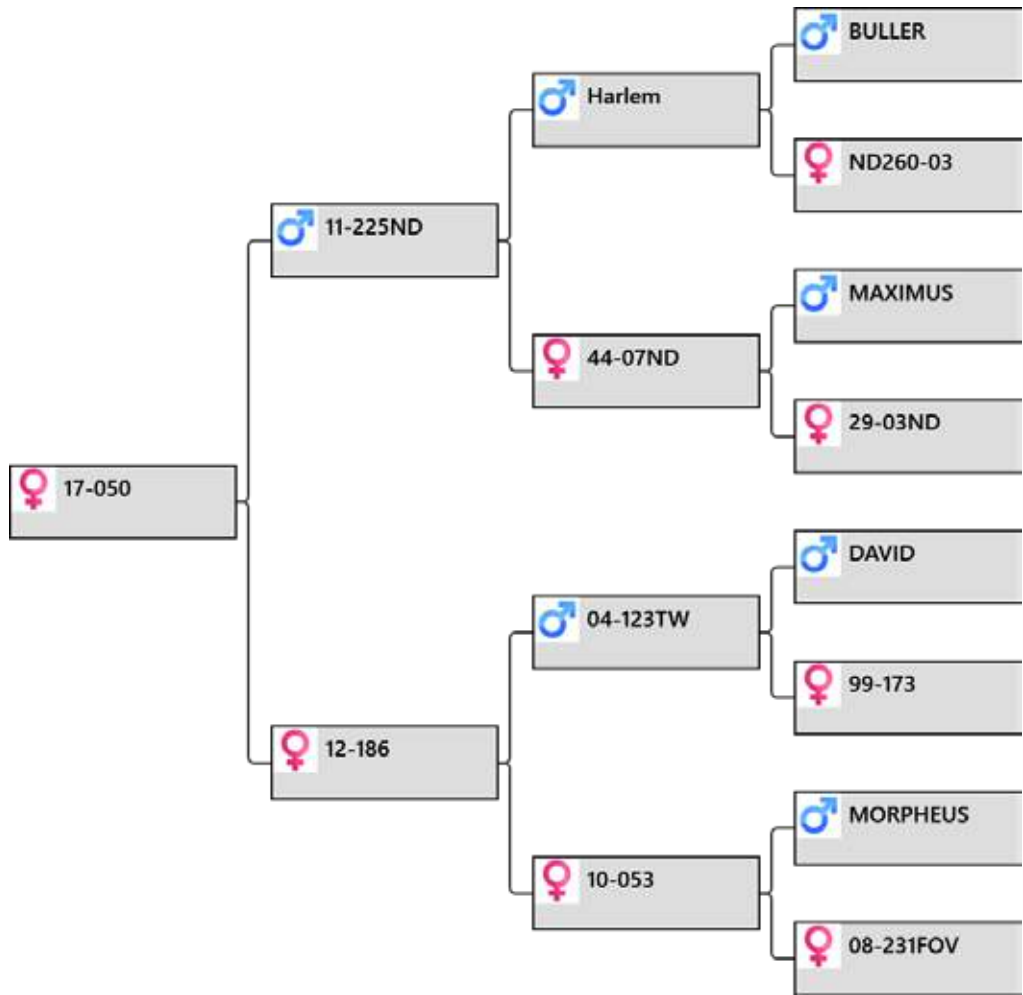 BULLER
Harlem
ND260-03
11-225ND
MAXIMUS
44-07ND
29-03ND
17-050
DAVID
04-123TW
99-173
12-186
MORPHEUS
10-053
08-231FOV